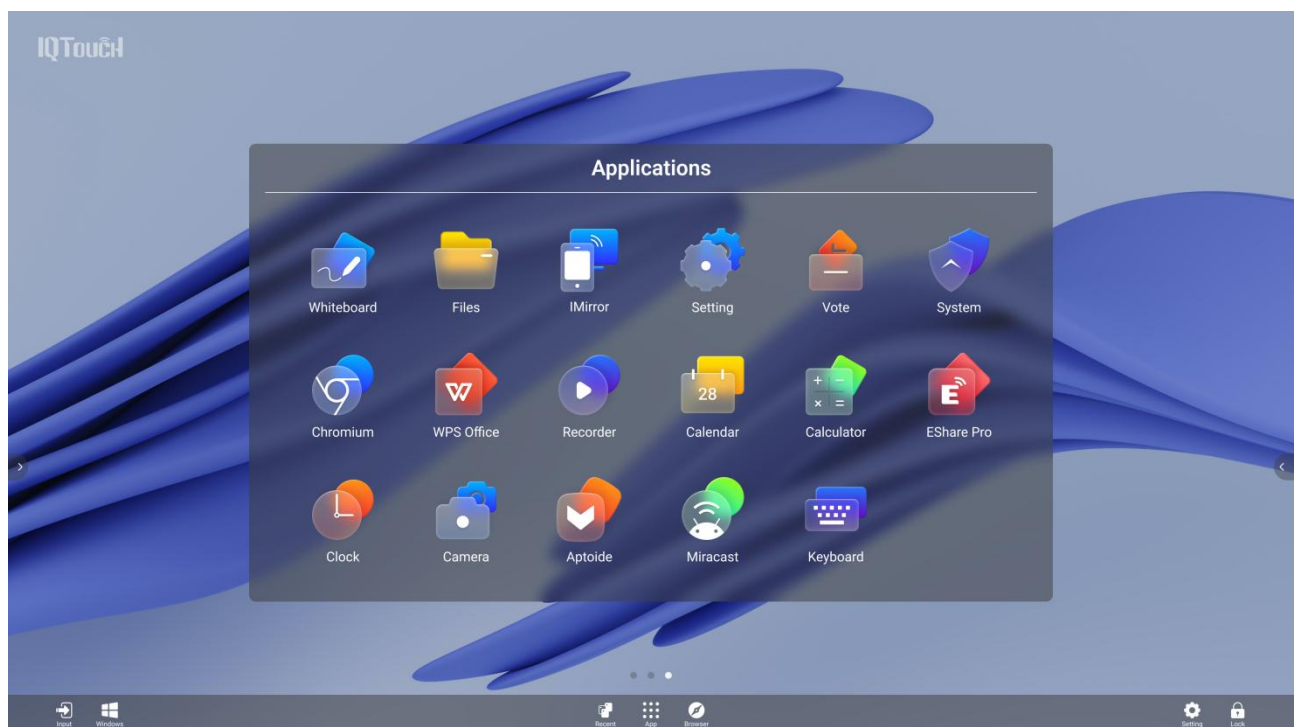 IQTouch
Applications
Whiteboard Files IMirror Setting Vote System
28
Chromium WPS Office Recorder Calendar Calculator EShare Pro
Clock Camera Aptoide Miracast Keyboard
Input Windows Recent App Browser Setting Lock